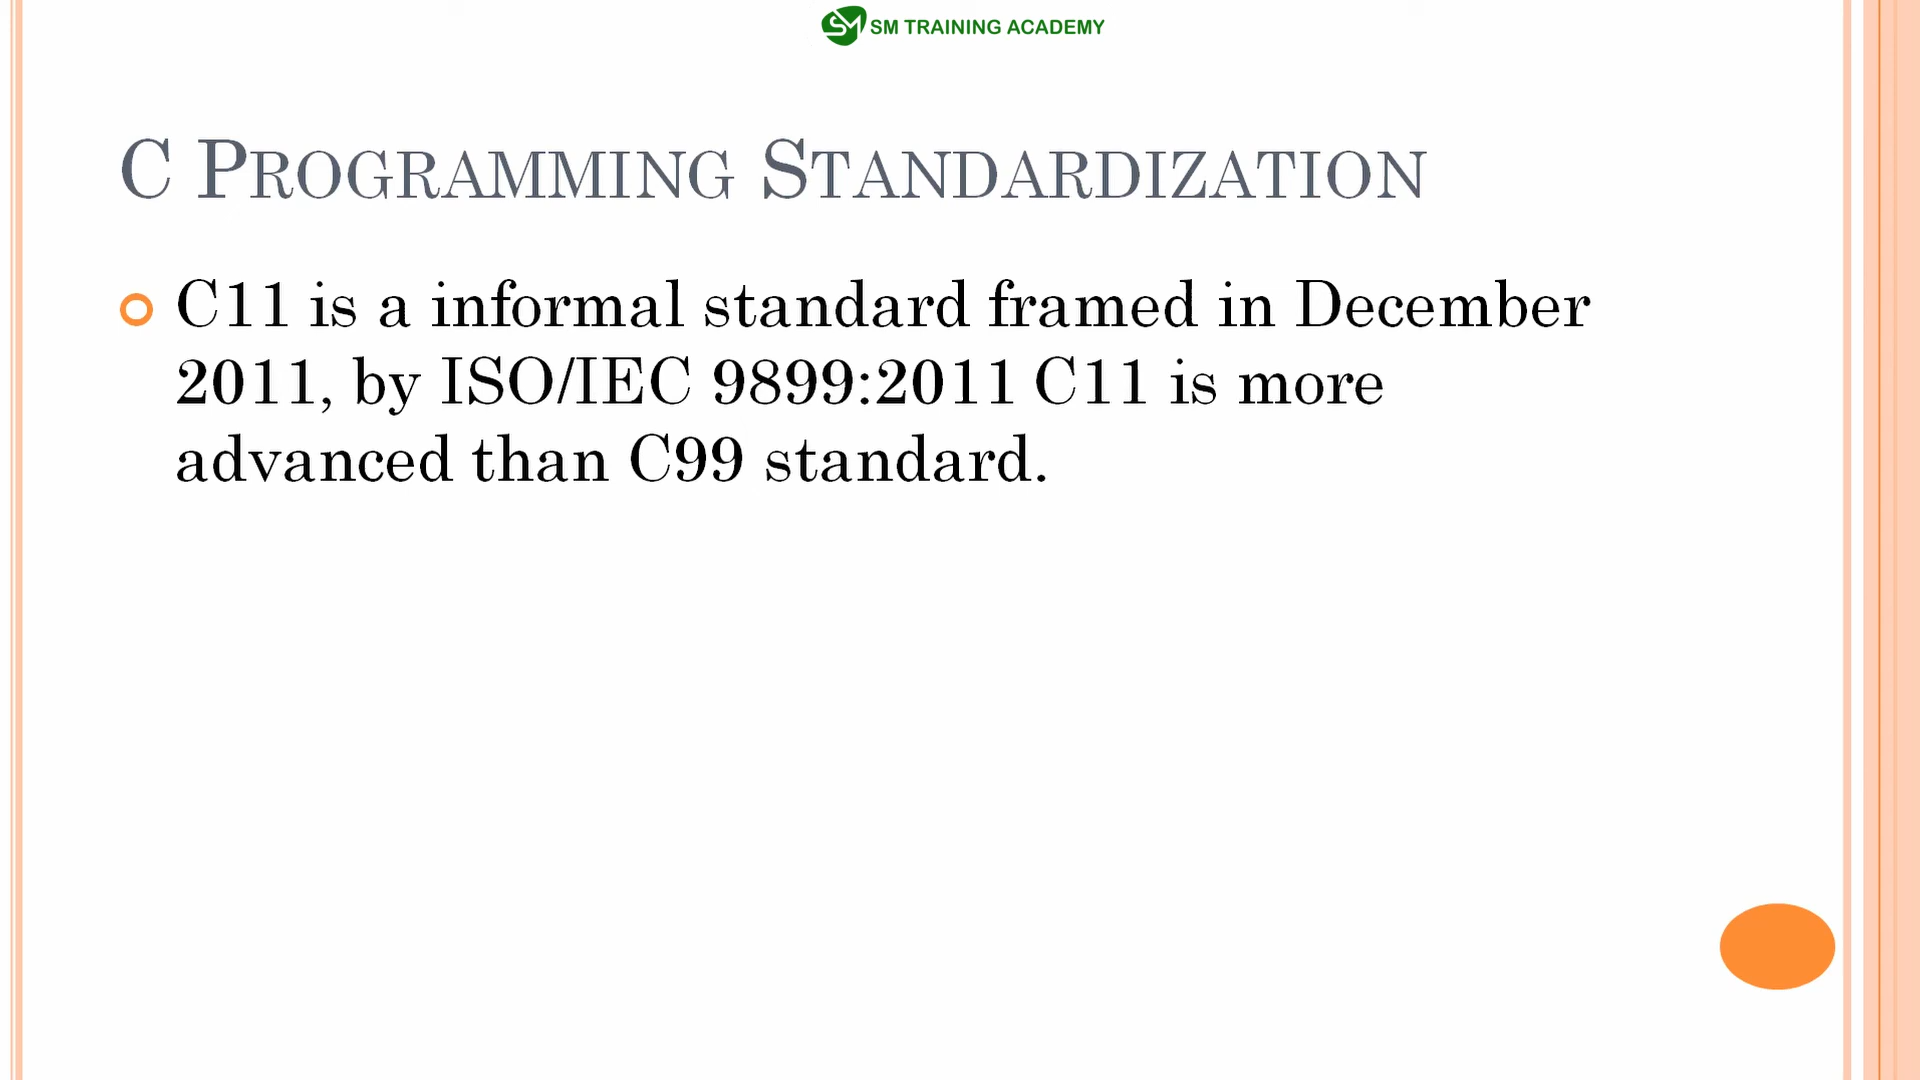 SM TRAINING ACADEMY
C PROGRAMMING STANDARDIZATION
C11 is a informal standard framed in December
2011, by ISO/IEC 9899:2011 C11 is more
advanced than C99 standard.